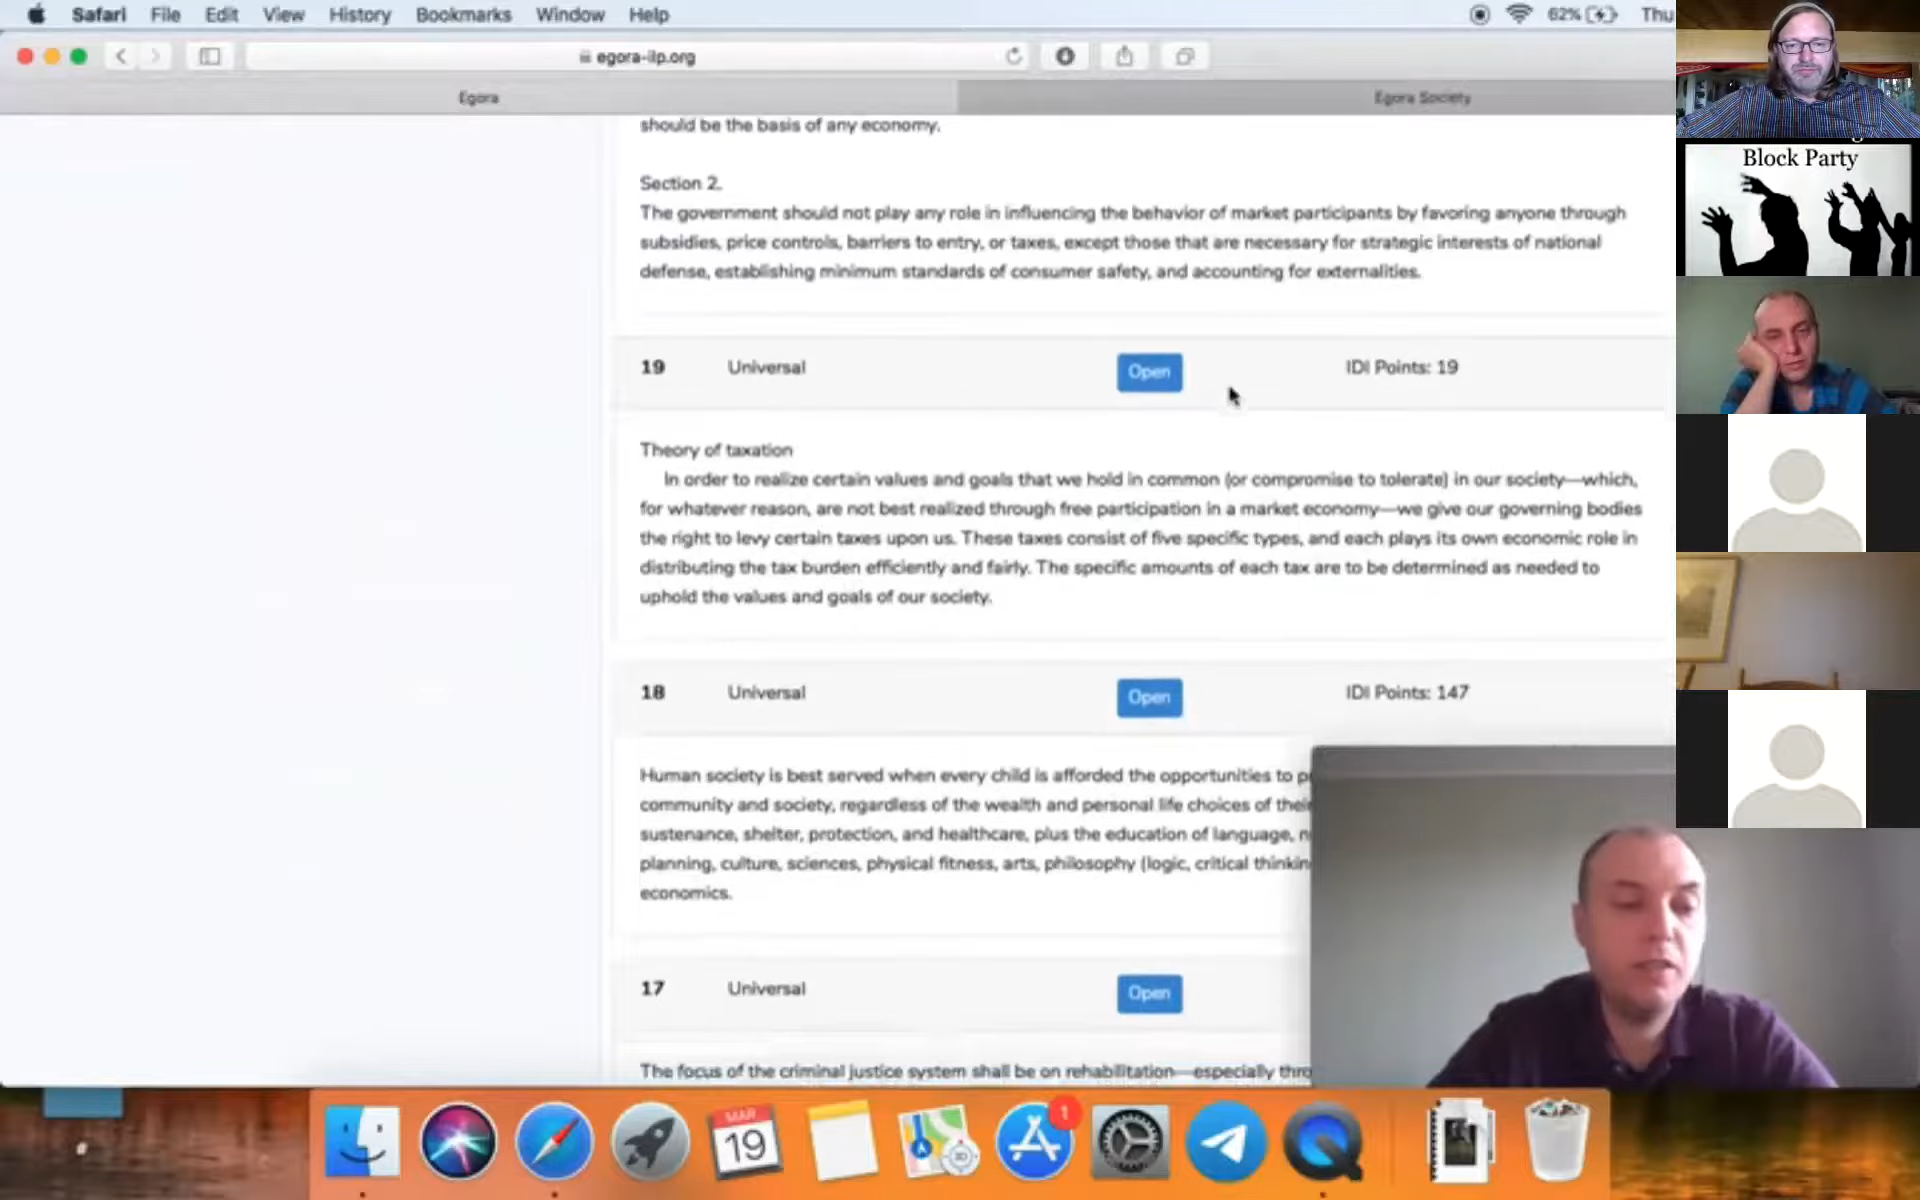 Safari File Edit View History Bookmarks Window Help 62% Thu
egora-ilp.org
Egora Egora Society
Block Party
should be the basis of any economy.
Section 2.
The government should not play any role in influencing the behavior of market participants by favoring anyone through
subsidies, price controls, barriers to entry, or taxes, except those that are necessary for strategic interests of national
defense, establishing minimum standards of consumer safety, and accounting for externalities.
19 Universal Open IDI Points: 19
Theory of taxation
In order to realize certain values and goals that we hold in common (or compromise to tolerate) in our society—which,
for whatever reason, are not best realized through free participation in a market economy—we give our governing bodies
the right to levy certain taxes upon us. These taxes consist of five specific types, and each plays its own economic role in
distributing the tax burden efficiently and fairly. The specific amounts of each tax are to be determined as needed to
uphold the values and goals of our society.
18 Universal Open IDI Points: 147
Human society is best served when every child is afforded the opportunities to
community and society, regardless of the wealth and personal life choices of
sustenance, shelter, protection, and healthcare, plus the education of language,
planning, culture, sciences, physical fitness, arts, philosophy (logic, critical
economics.
17 Universal Open
The focus of the criminal justice system shall be on rehabilitation—especially
MAR
19
1
3D